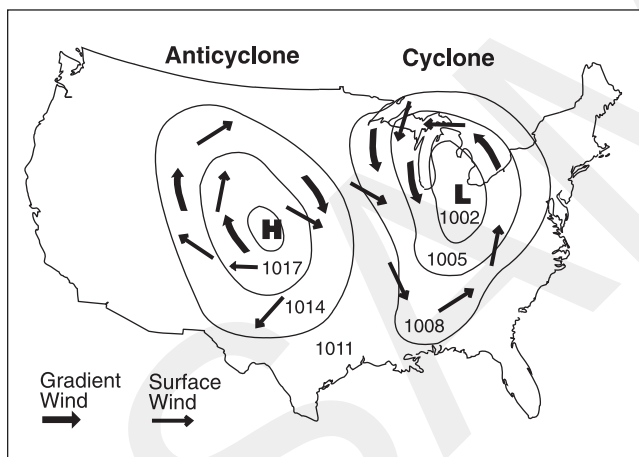 Anticyclone Cyclone
H
L
1002
1017
1005
1014
1008
1011
Gradient Surface
Wind Wind